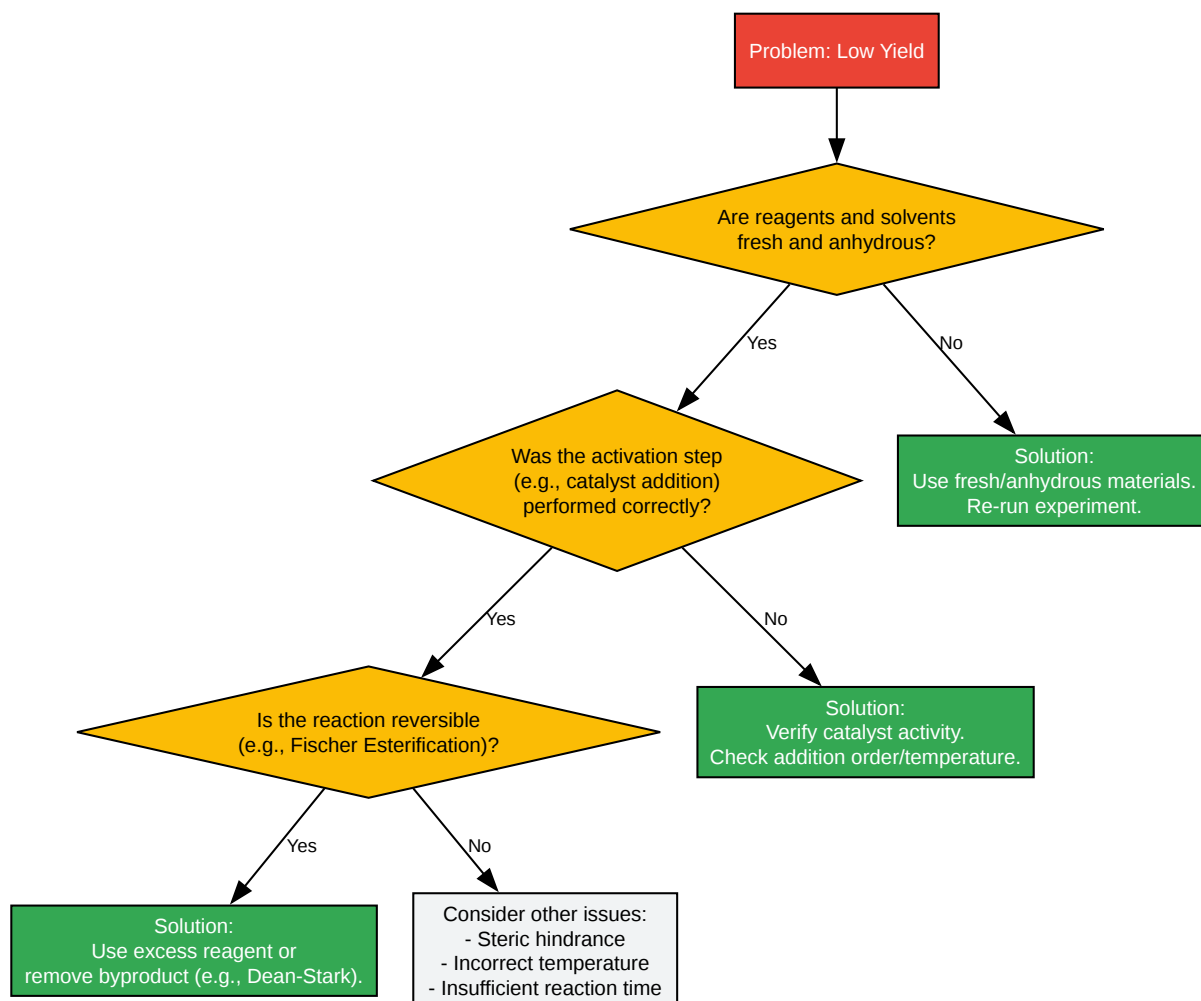 Problem: Low Yield
Are reagents and solvents
fresh and anhydrous?
Yes
No
Was the activation step
(e.g., catalyst addition)
performed correctly?
Solution:
Use fresh/anhydrous materials.
Re-run experiment.
Yes
No
Is the reaction reversible
(e.g., Fischer Esterification)?
Solution:
Verify catalyst activity.
Check addition order/temperature.
Yes
No
Solution:
Use excess reagent or
remove byproduct (e.g., Dean-Stark).
Consider other issues:
- Steric hindrance
- Incorrect temperature
- Insufficient reaction time